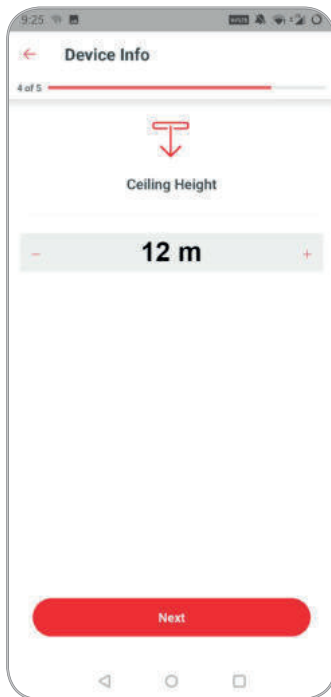 9:25
Device Info
4 of 5
Ceiling Height
− 12 m +
Next